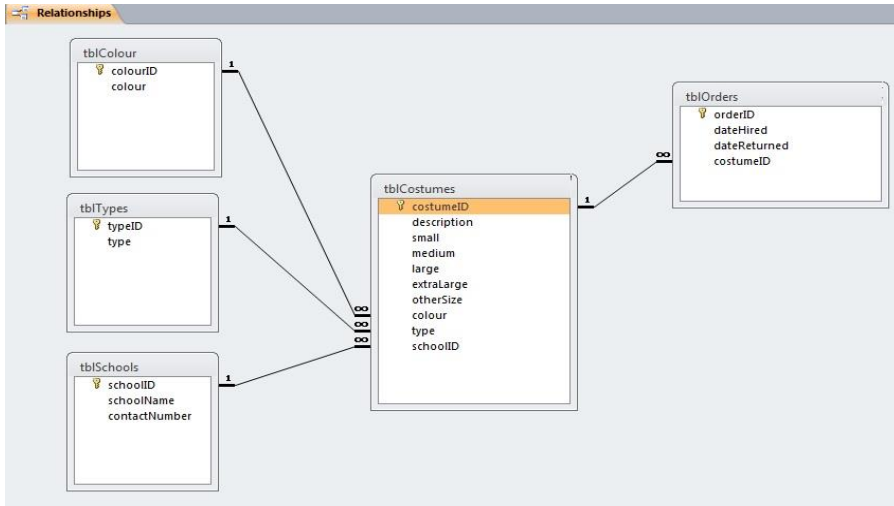 Relationships
tblColour
colourID
colour
1
tblTypes
typeID
type
1
tblSchools
schoolID
schoolName
contactNumber
1
tblCostumes
costumeID
description
small
medium
large
extraLarge
otherSize
colour
type
schoolID
∞
∞
∞
1
tblOrders
orderID
dateHired
dateReturned
costumeID
∞